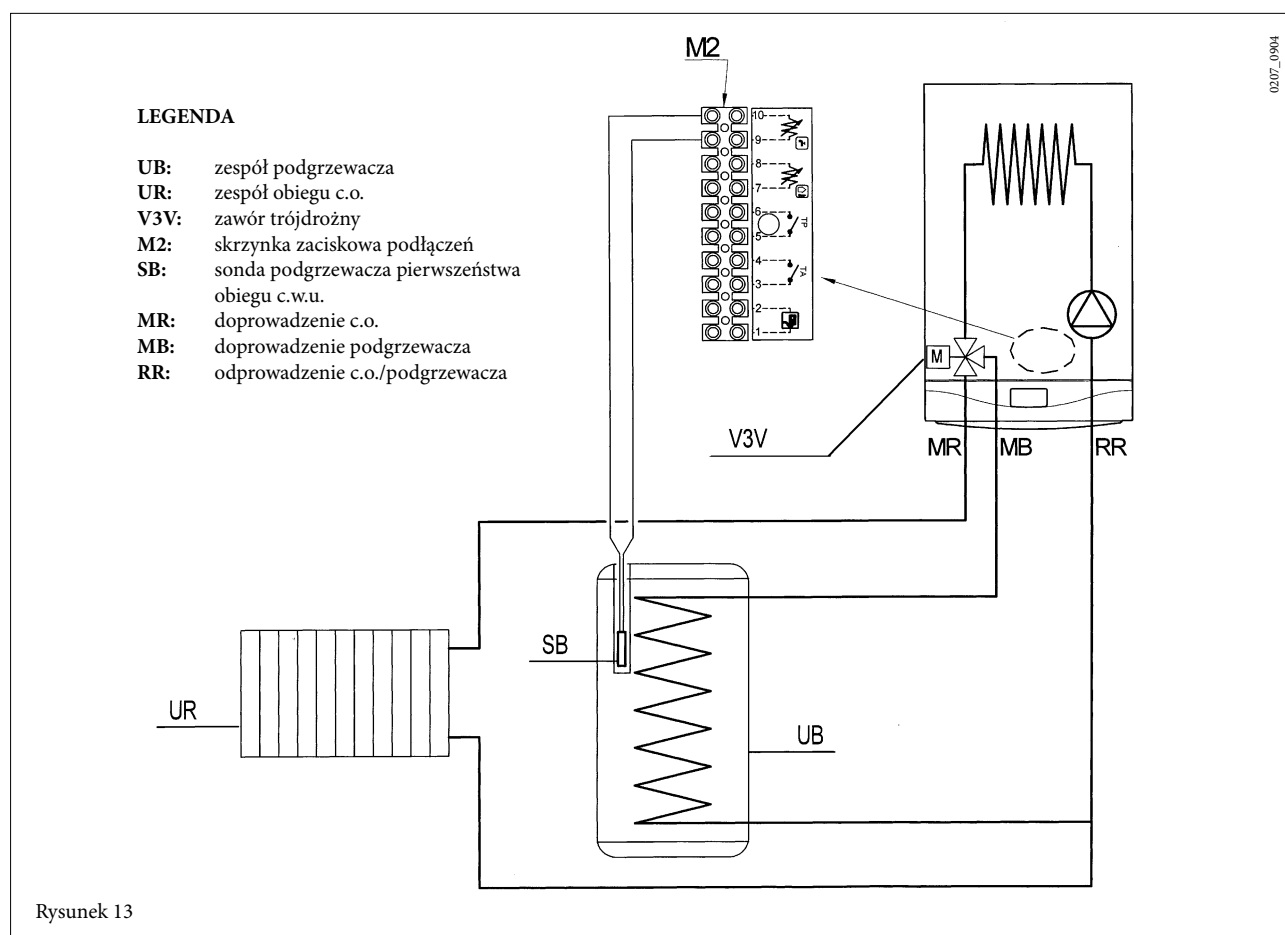 M2
0207_0904
LEGENDA
UB: zespół podgrzewacza
UR: zespół obiegu c.o.
V3V: zawór trójdrożny
M2: skrzynka zaciskowa podłączeń
SB: sonda podgrzewacza pierwszeństwa
obiegu c.w.u.
MR: doprowadzenie c.o.
MB: doprowadzenie podgrzewacza
RR: odprowadzenie c.o./podgrzewacza
10
9
8
7
6
TP
5
4
TA
3
2
1
M
V3V
MR MB RR
SB
UR
UB
Rysunek 13